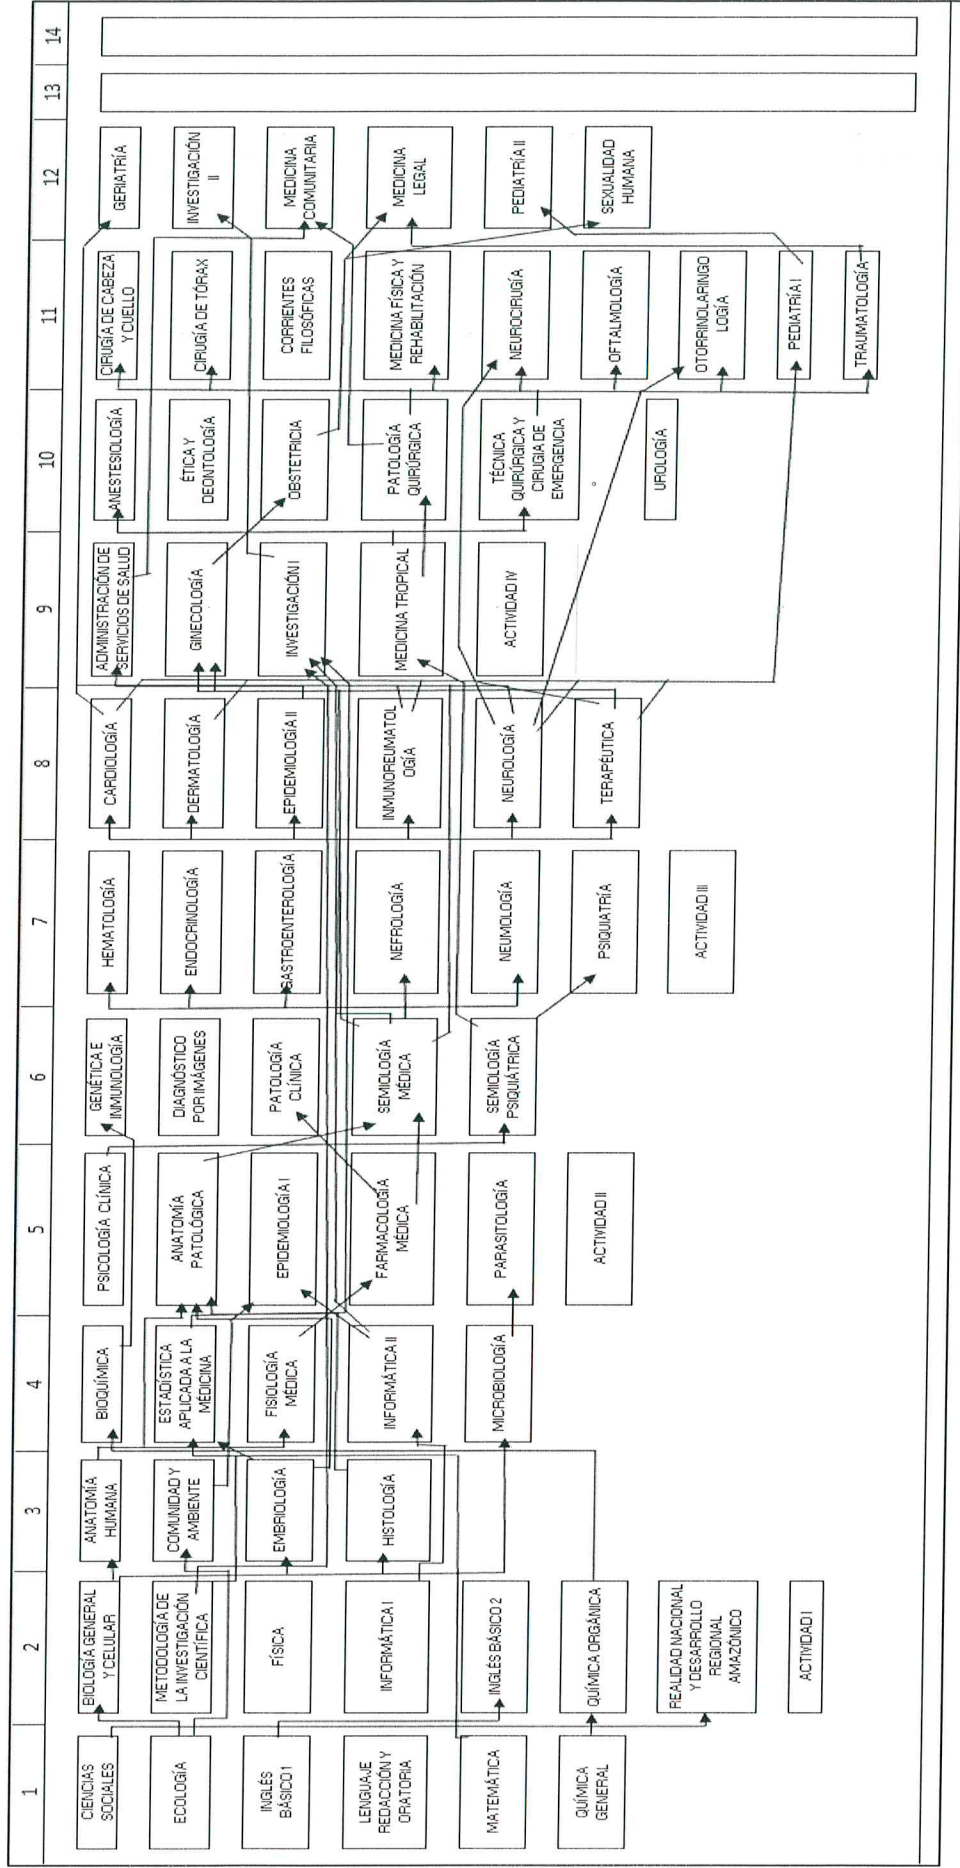 1
2
3
4
5
6
7
8
9
10
11
12
13
14
CIENCIAS
SOCIALES
ECOLOGÍA
INGLÉS
BÁSICO 1
LENGUAJE
REDACCIÓN Y
ORATORIA
MATEMÁTICA
QUÍMICA
GENERAL
BIOLOGÍA GENERAL
Y CELULAR
METODOLOGÍA DE
LA INVESTIGACIÓN
CIENTÍFICA
FÍSICA
INFORMÁTICA I
INGLÉS BÁSICO 2
QUÍMICA ORGÁNICA
REALIDAD NACIONAL
Y DESARROLLO
REGIONAL
AMAZÓNICO
ACTIVIDAD I
ANATOMÍA
HUMANA
COMUNIDAD Y
AMBIENTE
EMBRIOLOGÍA
HISTOLOGÍA
BIOQUÍMICA
ESTADÍSTICA
APLICADA A LA
MEDICINA
FISIOLOGÍA
MÉDICA
INFORMÁTICA II
MICROBIOLOGÍA
PSICOLOGÍA CLÍNICA
ANATOMÍA
PATOLÓGICA
EPIDEMIOLOGÍA I
FARMACOLOGÍA
MÉDICA
PARASITOLOGÍA
ACTIVIDAD II
GENÉTICA E
INMUNOLOGÍA
DIAGNÓSTICO
POR IMÁGENES
PATOLOGÍA
CLÍNICA
SEMIOLOGÍA
MÉDICA
SEMIOLOGÍA
PSIQUIÁTRICA
HEMATOLOGÍA
ENDOCRINOLOGÍA
GASTROENTEROLOGÍA
NEFROLOGÍA
NEUMOLOGÍA
PSIQUIATRÍA
ACTIVIDAD III
CARDIOLOGÍA
DERMATOLOGÍA
EPIDEMIOLOGÍA II
INMUNOREUMATOL
OGÍA
NEUROLOGÍA
TERAPÉUTICA
ADMINISTRACIÓN DE
SERVICIOS DE SALUD
GINECOLOGÍA
INVESTIGACIÓN I
MEDICINA TROPICAL
ACTIVIDAD IV
ANESTESIOLOGÍA
ÉTICA Y
DEONTOLOGÍA
OBSTETRICIA
PATOLOGÍA
QUIRÚRGICA
TÉCNICA
QUIRÚRGICA Y
CIRUGIA DE
EMERGENCIA
UROLOGÍA
CIRUGÍA DE CABEZA
Y CUELLO
CIRUGÍA DE TÓRAX
CORRIENTES
FILOSÓFICAS
MEDICINA FÍSICA Y
REHABILITACIÓN
NEUROCIRUGÍA
OFTALMOLOGÍA
OTORRINOLARINGO
LOGÍA
PEDIATRÍA I
TRAUMATOLOGÍA
GERIATRÍA
INVESTIGACIÓN
II
MEDICINA
COMUNITARIA
MEDICINA
LEGAL
PEDIATRÍA II
SEXUALIDAD
HUMANA